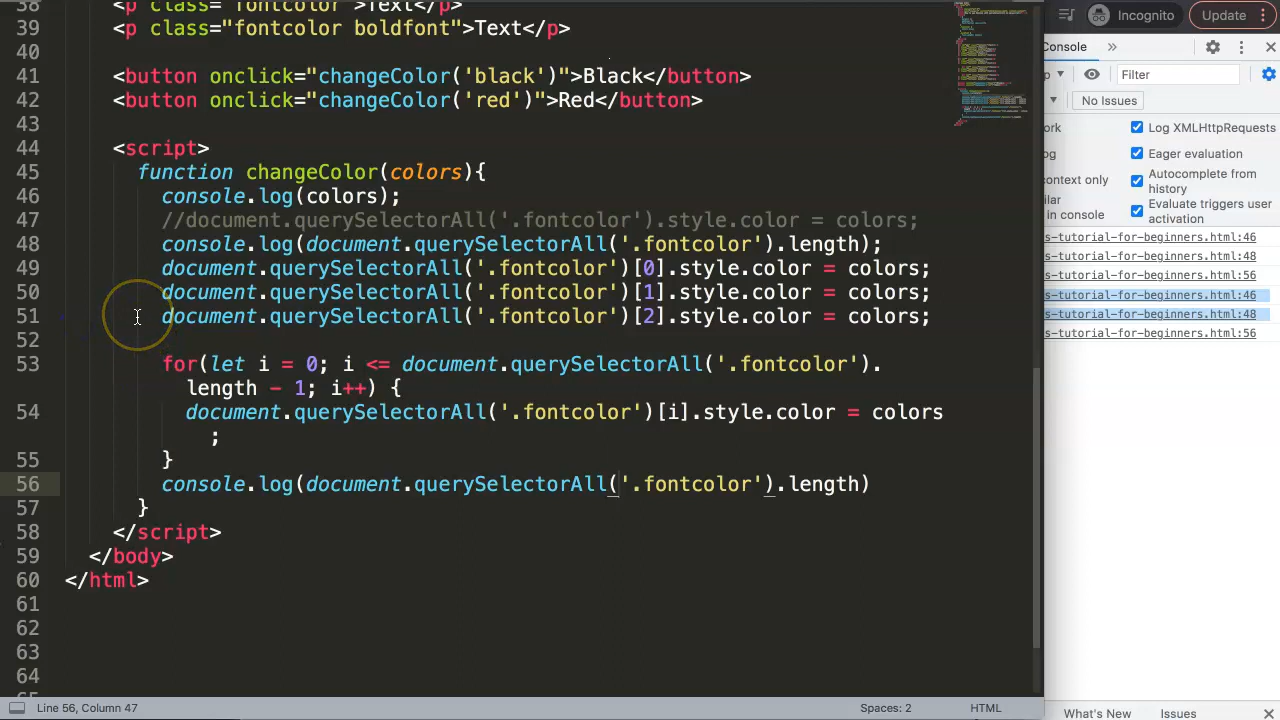 38 <p class="fontcolor">Text</p>
39 <p class="fontcolor boldfont">Text</p>
40
41 <button onclick="changeColor('black')">Black</button>
42 <button onclick="changeColor('red')">Red</button>
43
44 <script>
45 function changeColor(colors){
46 console.log(colors);
47 //document.querySelectorAll('.fontcolor').style.color = colors;
48 console.log(document.querySelectorAll('.fontcolor').length);
49 document.querySelectorAll('.fontcolor')[0].style.color = colors;
50 document.querySelectorAll('.fontcolor')[1].style.color = colors;
51 document.querySelectorAll('.fontcolor')[2].style.color = colors;
52
53 for(let i = 0; i <= document.querySelectorAll('.fontcolor').
length - 1; i++) {
54 document.querySelectorAll('.fontcolor')[i].style.color = colors
;
55 }
56 console.log(document.querySelectorAll('.fontcolor').length)
57 }
58 </script>
59 </body>
60 </html>
61
62
63
64
Line 56, Column 47
Spaces: 2
HTML
Incognito
Update
Console
Filter
No Issues
ork
Log XMLHttpRequests
og
Eager evaluation
context only
Autocomplete from
history
ilar
in console
Evaluate triggers user
activation
s-tutorial-for-beginners.html:46
s-tutorial-for-beginners.html:48
s-tutorial-for-beginners.html:56
s-tutorial-for-beginners.html:46
s-tutorial-for-beginners.html:48
s-tutorial-for-beginners.html:56
What's New
Issues